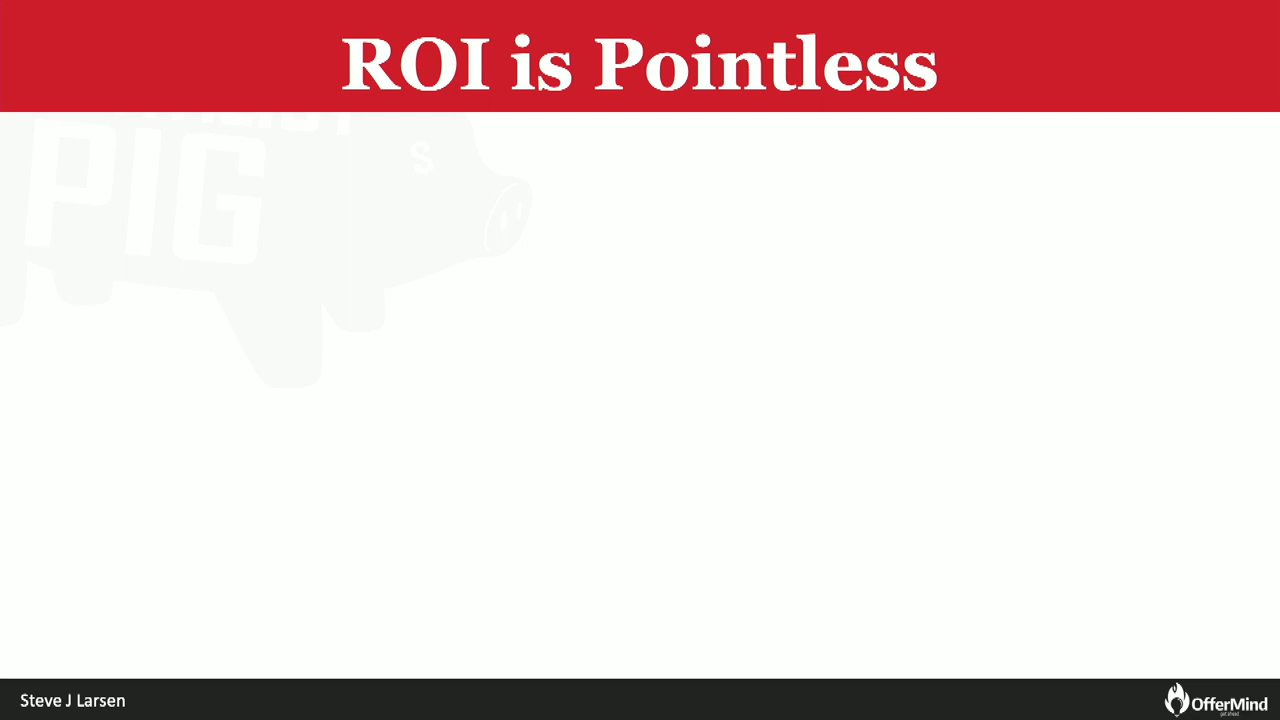 ROI is Pointless
PIG
S
Steve J Larsen
OfferMind